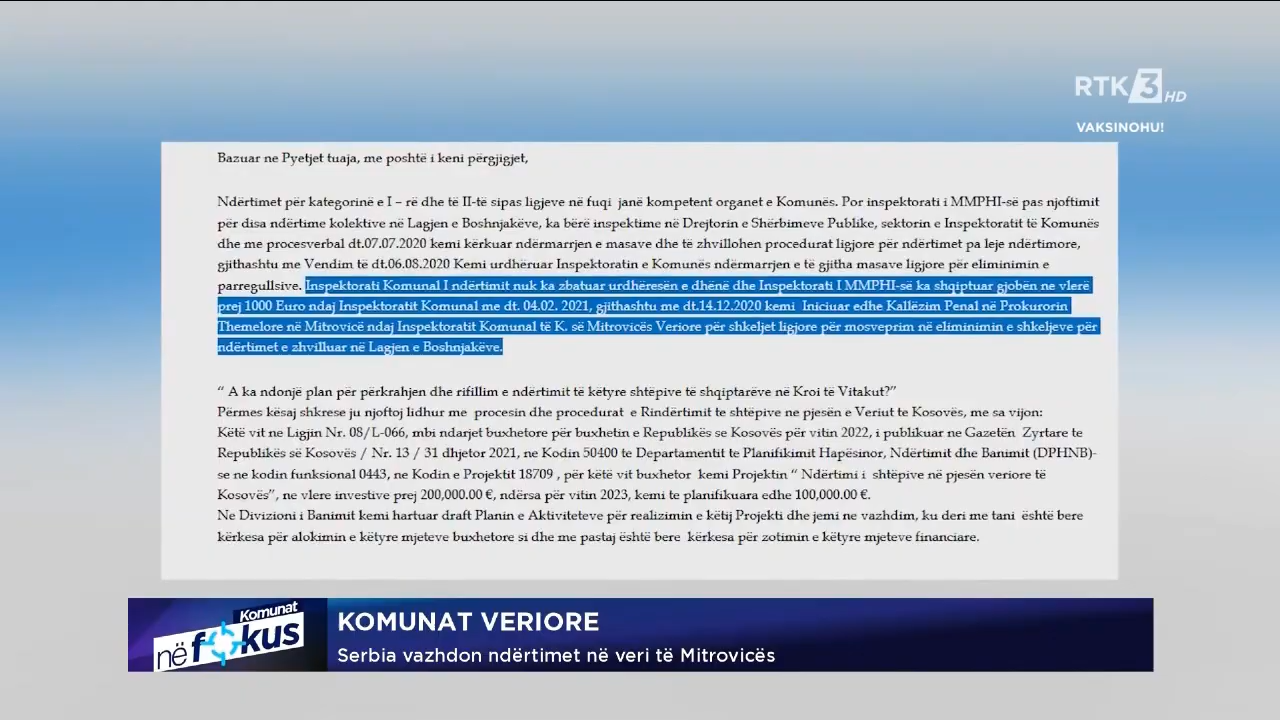 RTK 3 HD
VAKSINOHU!
Bazuar ne Pyetjet tuaja, me poshtë i keni përgjigjet,
Ndërtimet për kategorinë e I – rë dhe të II-të sipas ligjeve në fuqi janë kompetent organet e Komunës. Por inspektorati i MMPHI-së pas njoftimit
për disa ndërtime kolektive në Lagjen e Boshnjakëve, ka bërë inspektime në Drejtorin e Shërbimeve Publike, sektorin e Inspektoratit të Komunës
dhe me procesverbal dt.07.07.2020 kemi kërkuar ndërmarrjen e masave dhe të zhvillohen procedurat ligjore për ndërtimet pa leje ndërtimore,
gjithashtu me Vendim të dt.06.08.2020 Kemi urdhëruar Inspektoratin e Komunës ndërmarrjen e të gjitha masave ligjore për eliminimin e
parregullsive. Inspektorati Komunal I ndërtimit nuk ka zbatuar urdhëresën e dhënë dhe Inspektorati I MMPHI-së ka shqiptuar gjobën ne vlerë
prej 1000 Euro ndaj Inspektoratit Komunal me dt. 04.02. 2021, gjithashtu me dt.14.12.2020 kemi Iniciuar edhe Kallëzim Penal në Prokurorin
Themelore në Mitrovicë ndaj Inspektoratit Komunal të K. së Mitrovicës Veriore për shkeljet ligjore për mosveprim në eliminimin e shkeljeve për
ndërtimet e zhvilluar në Lagjen e Boshnjakëve.
“ A ka ndonjë plan për përkrahjen dhe rifillim e ndërtimit të këtyre shtëpive të shqiptarëve në Kroi të Vitakut?”
Përmes kësaj shkrese ju njoftoj lidhur me procesin dhe procedurat e Rindërtimit te shtëpive ne pjesën e Veriut te Kosovës, me sa vijon:
Këtë vit ne Ligjin Nr. 08/L-066, mbi ndarjet buxhetore për buxhetin e Republikës se Kosovës për vitin 2022, i publikuar ne Gazetën Zyrtare te
Republikës së Kosovës / Nr. 13 / 31 dhjetor 2021, ne Kodin 50400 te Departamentit te Planifikimit Hapësinor, Ndërtimit dhe Banimit (DPHNB)-
se ne kodin funksional 0443, ne Kodin e Projektit 18709 , për këtë vit buxhetor kemi Projektin “ Ndërtimi i shtëpive në pjesën veriore të
Kosovës”, ne vlere investive prej 200,000.00 €, ndërsa për vitin 2023, kemi te planifikuara edhe 100,000.00 €.
Ne Divizioni i Banimit kemi hartuar draft Planin e Aktiviteteve për realizimin e këtij Projekti dhe jemi ne vazhdim, ku deri me tani është bere
kërkesa për alokimin e këtyre mjeteve buxhetore si dhe me pastaj është bere kërkesa për zotimin e këtyre mjeteve financiare.
Komunat
në fokus
KOMUNAT VERIORE
Serbia vazhdon ndërtimet në veri të Mitrovicës